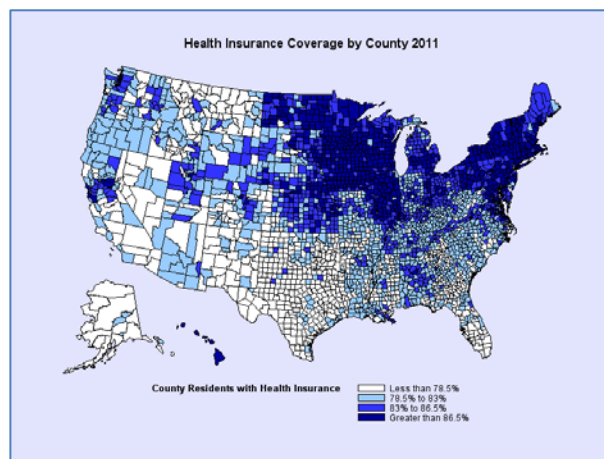 Health Insurance Coverage by County 2011
County Residents with Health Insurance
Less than 78.5%
78.5% to 83%
83% to 86.5%
Greater than 86.5%